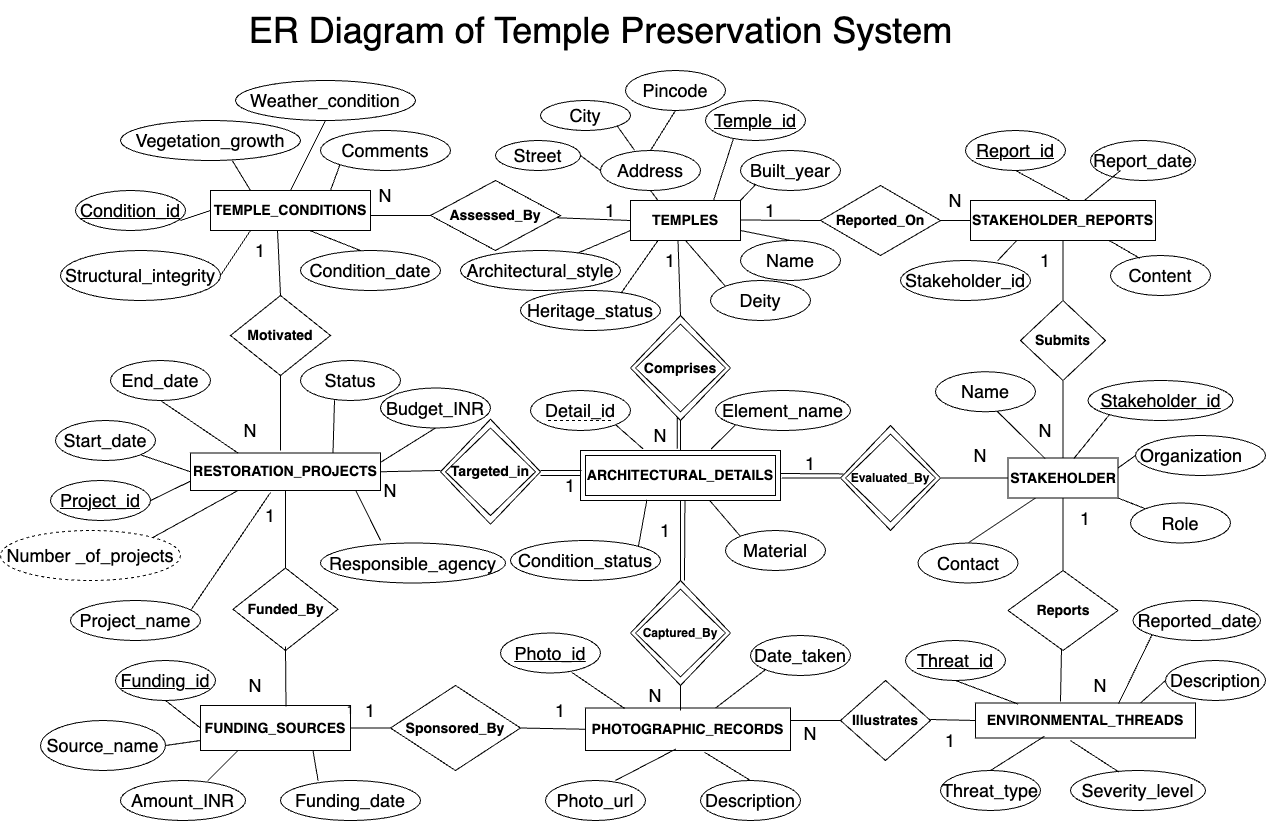 ER Diagram of Temple Preservation System
Weather_condition
Vegetation_growth
Comments
Condition_id
TEMPLE_CONDITIONS
Structural_integrity
Condition_date
N
Assessed_By
1
City
Pincode
Temple_id
Street
Address
Built_year
TEMPLES
Architectural_style
Name
Heritage_status
Deity
1
Reported_On
N
Report_id
Report_date
STAKEHOLDER_REPORTS
Stakeholder_id
Content
1
Motivated
N
1
Comprises
N
1
Submits
N
End_date
Status
Budget_INR
Start_date
RESTORATION_PROJECTS
Project_id
Number _of_projects
Project_name
Responsible_agency
N
Targeted_in
1
Detail_id
Element_name
ARCHITECTURAL_DETAILS
Condition_status
Material
1
Evaluated_By
N
Name
Stakeholder_id
Organization
STAKEHOLDER
Role
Contact
1
Funded_By
N
1
Captured_By
N
1
Reports
N
Funding_id
FUNDING_SOURCES
Source_name
Amount_INR
Funding_date
1
Sponsored_By
1
Photo_id
Date_taken
PHOTOGRAPHIC_RECORDS
Photo_url
Description
N
Illustrates
1
Threat_id
Reported_date
Description
ENVIRONMENTAL_THREADS
Threat_type
Severity_level